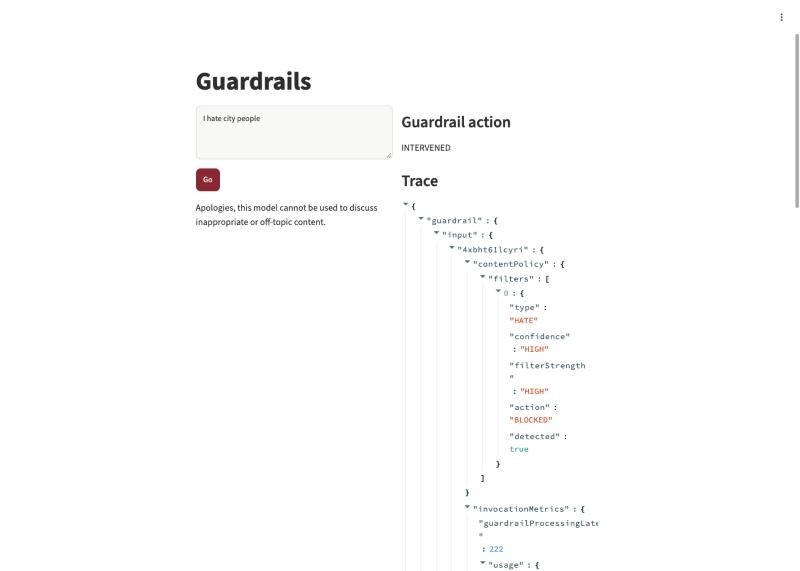 Guardrails
I hate city people
Go
Apologies, this model cannot be used to discuss
inappropriate or off-topic content.
Guardrail action
INTERVENED
Trace
{
"guardrail" : {
"input" : {
"4xbht61lcyri" : {
"contentPolicy" : {
"filters" : [
0 : {
"type" :
"HATE"
"confidence"
: "HIGH"
"filterStrength
"
: "HIGH"
"action" :
"BLOCKED"
"detected" :
true
}
]
}
"invocationMetrics" : {
"guardrailProcessingLate
"
: 222
"usage" : {